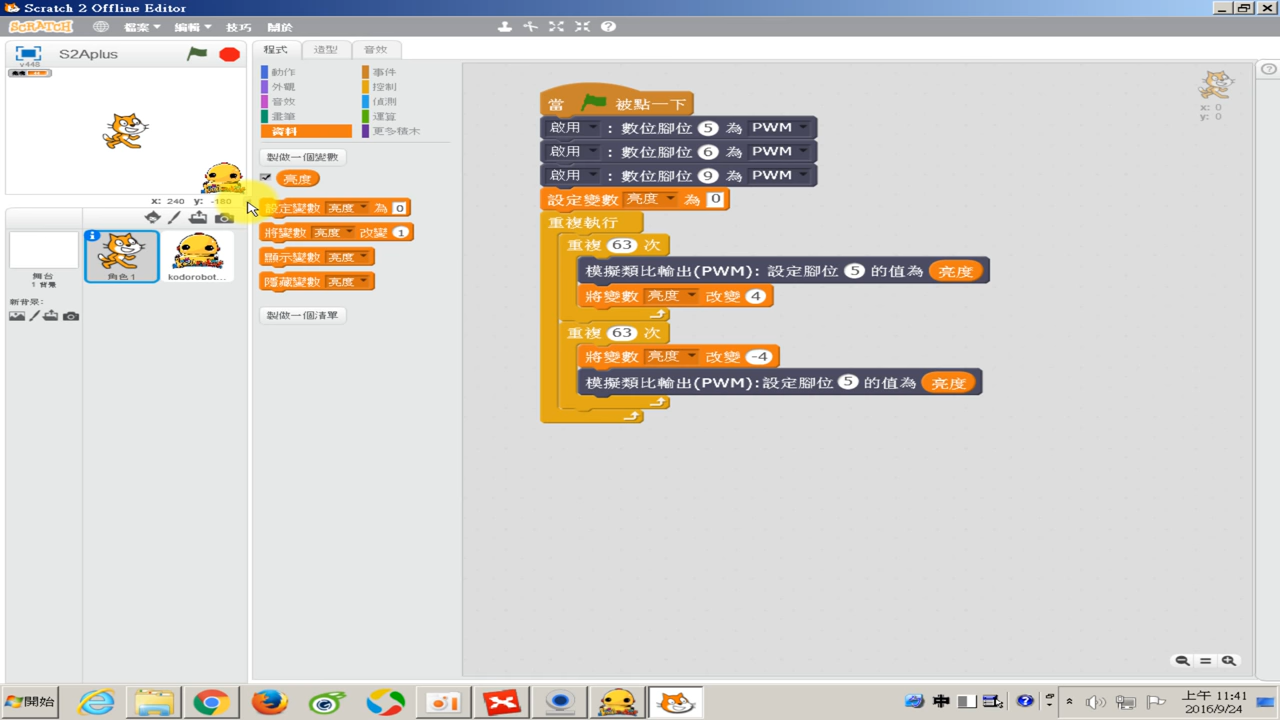 Scratch 2 Offline Editor
SCRATCH 檔案 編輯 技巧 關於
S2Aplus
v448
亮度
x: 240 y: -180
角色1
kodorobot...
舞台
1 背景
新背景:
程式 造型 音效
動作 事件
外觀 控制
音效 偵測
畫筆 運算
資料 更多積木
製做一個變數
亮度
設定變數 亮度 為 0
將變數 亮度 改變 1
顯示變數 亮度
隱藏變數 亮度
製做一個清單
當 被點一下
啟用 : 數位腳位 5 為 PWM
啟用 : 數位腳位 6 為 PWM
啟用 : 數位腳位 9 為 PWM
設定變數 亮度 為 0
重複執行
重複 63 次
模擬類比輸出(PWM): 設定腳位 5 的值為 亮度
將變數 亮度 改變 4
重複 63 次
將變數 亮度 改變 -4
模擬類比輸出(PWM): 設定腳位 5 的值為 亮度
x: 0
y: 0
開始
中
上午 11:41
2016/9/24